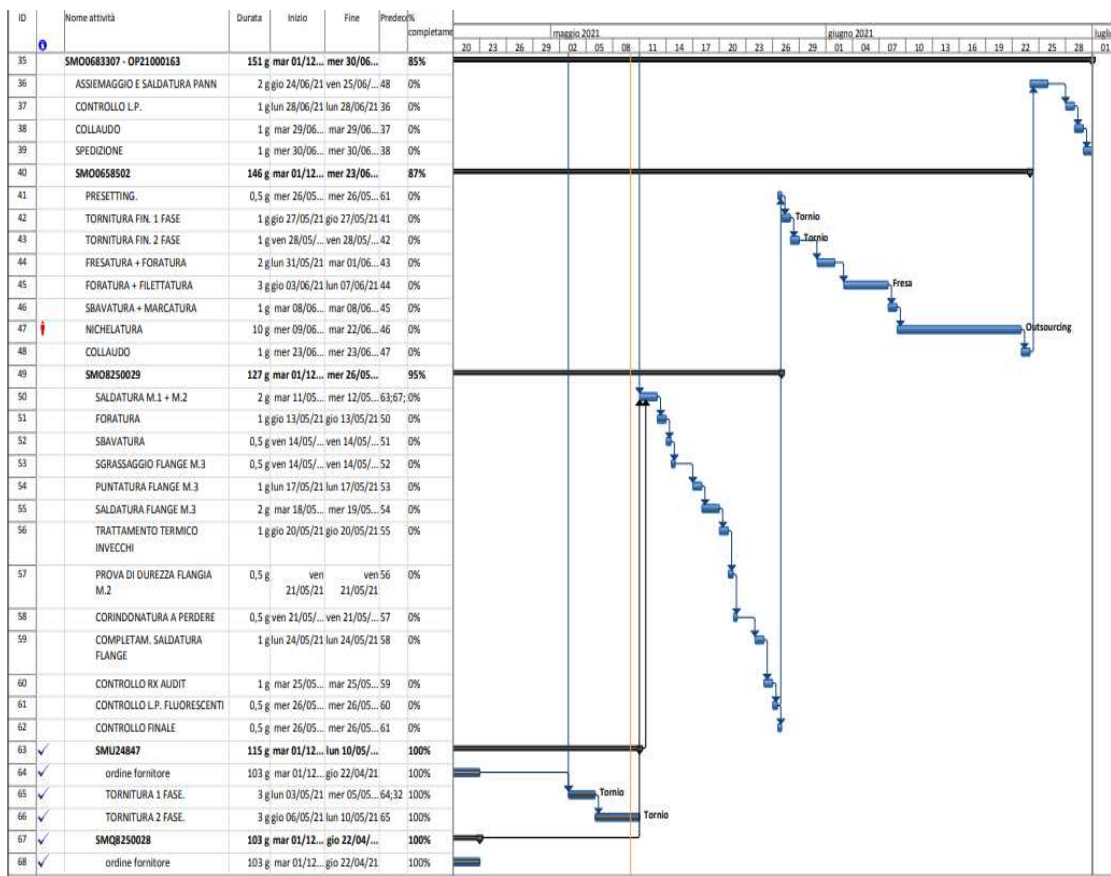 ID Nome attività Durata Inizio Fine Predec % completame
maggio 2021 giugno 2021 lugli
20 23 26 29 02 05 08 11 14 17 20 23 26 29 01 04 07 10 13 16 19 22 25 28 01
35 SMO0683307 - OP21000163 151 g mar 01/12... mer 30/06... 85%
36 ASSIEMAGGIO E SALDATURA PANN 2 g gio 24/06/21 ven 25/06/... 48 0%
37 CONTROLLO L.P. 1 g lun 28/06/21 lun 28/06/21 36 0%
38 COLLAUDO 1 g mar 29/06... mar 29/06... 37 0%
39 SPEDIZIONE 1 g mer 30/06... mer 30/06... 38 0%
40 SMO0658502 146 g mar 01/12... mer 23/06... 87%
41 PRESETTING. 0,5 g mer 26/05... mer 26/05... 61 0%
42 TORNITURA FIN. 1 FASE 1 g gio 27/05/21 gio 27/05/21 41 0% Tornio
43 TORNITURA FIN. 2 FASE 1 g ven 28/05/... ven 28/05/... 42 0% Tornio
44 FRESATURA + FORATURA 2 g lun 31/05/21 mar 01/06... 43 0%
45 FORATURA + FILETTATURA 3 g gio 03/06/21 lun 07/06/21 44 0% Fresa
46 SBAVATURA + MARCATURA 1 g mar 08/06... mar 08/06... 45 0%
47 NICHELATURA 10 g mer 09/06... mar 22/06... 46 0% Outsourcing
48 COLLAUDO 1 g mer 23/06... mer 23/06... 47 0%
49 SMO8250029 127 g mar 01/12... mer 26/05... 95%
50 SALDATURA M.1 + M.2 2 g mar 11/05... mer 12/05... 63;67; 0%
51 FORATURA 1 g gio 13/05/21 gio 13/05/21 50 0%
52 SBAVATURA 0,5 g ven 14/05/... ven 14/05/... 51 0%
53 SGRASSAGGIO FLANGE M.3 0,5 g ven 14/05/... ven 14/05/... 52 0%
54 PUNTATURA FLANGE M.3 1 g lun 17/05/21 lun 17/05/21 53 0%
55 SALDATURA FLANGE M.3 2 g mar 18/05... mer 19/05... 54 0%
56 TRATTAMENTO TERMICO 1 g gio 20/05/21 gio 20/05/21 55 0%
INVECCHI
57 PROVA DI DUREZZA FLANGIA 0,5 g ven ven 56 0%
M.2 21/05/21 21/05/21
58 CORINDONATURA A PERDERE 0,5 g ven 21/05/... ven 21/05/... 57 0%
59 COMPLETAM. SALDATURA 1 g lun 24/05/21 lun 24/05/21 58 0%
FLANGE
60 CONTROLLO RX AUDIT 1 g mar 25/05... mar 25/05... 59 0%
61 CONTROLLO L.P. FLUORESCENTI 0,5 g mer 26/05... mer 26/05... 60 0%
62 CONTROLLO FINALE 0,5 g mer 26/05... mer 26/05... 61 0%
63 SMU24847 115 g mar 01/12... lun 10/05/... 100%
64 ordine fornitore 103 g mar 01/12... gio 22/04/21 100%
65 TORNITURA 1 FASE. 3 g lun 03/05/21 mer 05/05... 64;32 100% Tornio
66 TORNITURA 2 FASE. 3 g gio 06/05/21 lun 10/05/21 65 100% Tornio
67 SMQ8250028 103 g mar 01/12... gio 22/04/... 100%
68 ordine fornitore 103 g mar 01/12... gio 22/04/21 100%